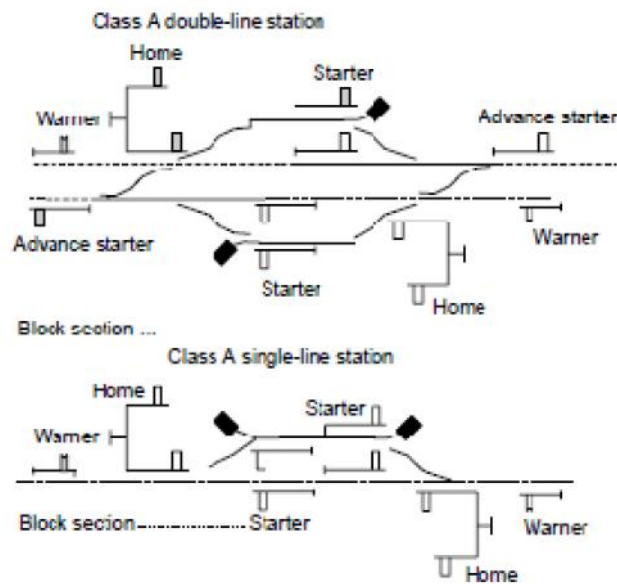 Class A double-line station
Home
Starter
Warner
Advance starter
Advance starter
Warner
Starter
Home
Block section ...
Class A single-line station
Home
Starter
Warner
Block section
Starter
Warner
Home